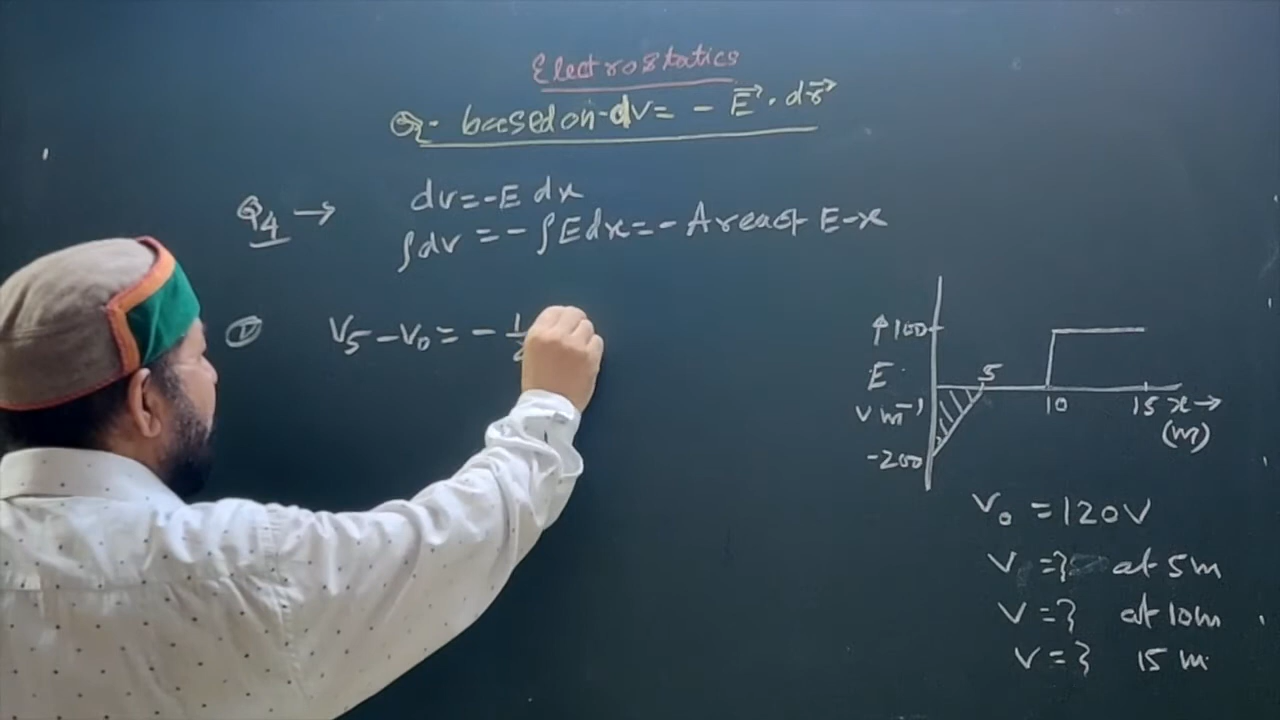 Electrostatics
Q- based on - dV = - E⃗ . dr⃗
Q4 → dv = -E dx
∫dv = - ∫E dx = - Area of E-x
① V5 - V0 = - 1
↑100
E
V m⁻¹
-200
5
10
15 x →
(m)
V0 = 120V
V = ? at 5m
V = ? at 10m
V = ? 15 m